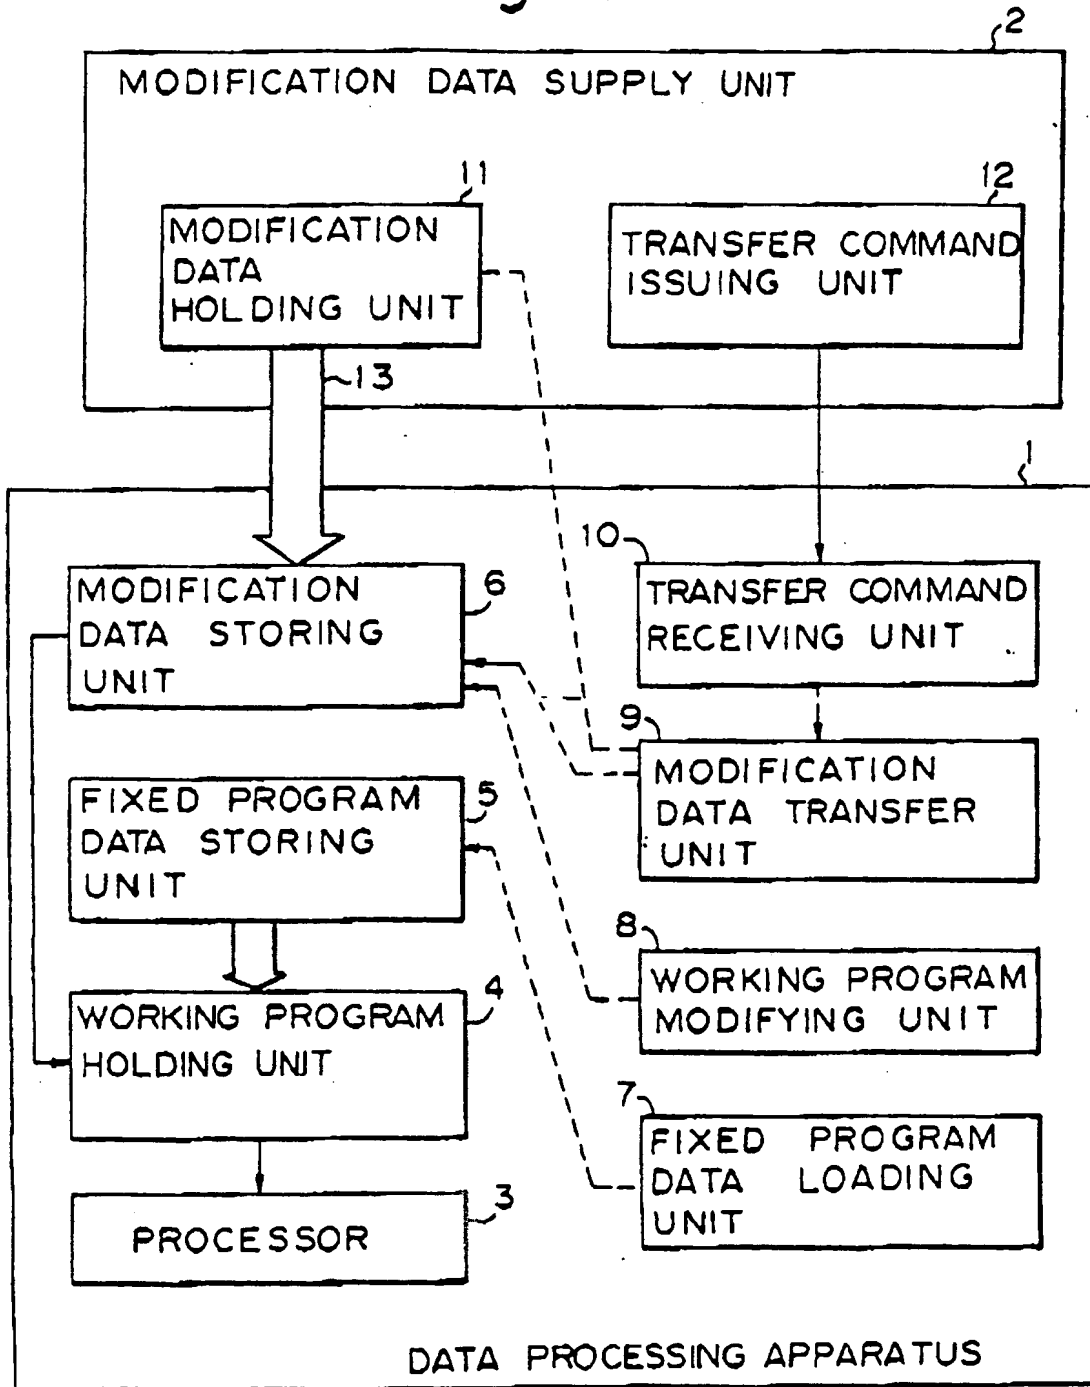 2
MODIFICATION DATA SUPPLY UNIT
11
MODIFICATION
DATA
HOLDING UNIT
12
TRANSFER COMMAND
ISSUING UNIT
13
1
MODIFICATION
DATA STORING
UNIT
6
10
TRANSFER COMMAND
RECEIVING UNIT
9
MODIFICATION
DATA TRANSFER
UNIT
FIXED PROGRAM
DATA STORING
UNIT
5
8
WORKING PROGRAM
MODIFYING UNIT
WORKING PROGRAM
HOLDING UNIT
4
7
FIXED PROGRAM
DATA LOADING
UNIT
PROCESSOR
3
DATA PROCESSING APPARATUS